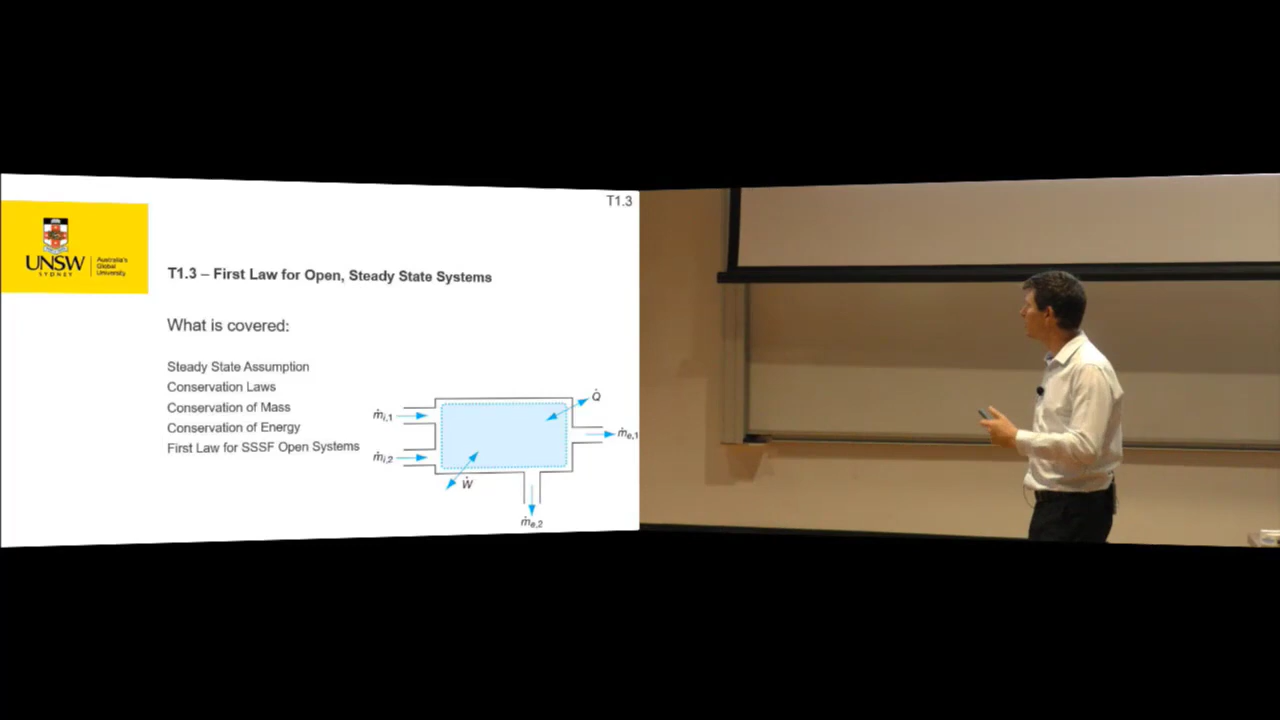 T1.3
UNSW
SYDNEY
Australia's
Global
University
T1.3 – First Law for Open, Steady State Systems
What is covered:
Steady State Assumption
Conservation Laws
Conservation of Mass
Conservation of Energy
First Law for SSSF Open Systems
ṁi,1
ṁi,2
Q̇
ṁe,1
Ẇ
ṁe,2